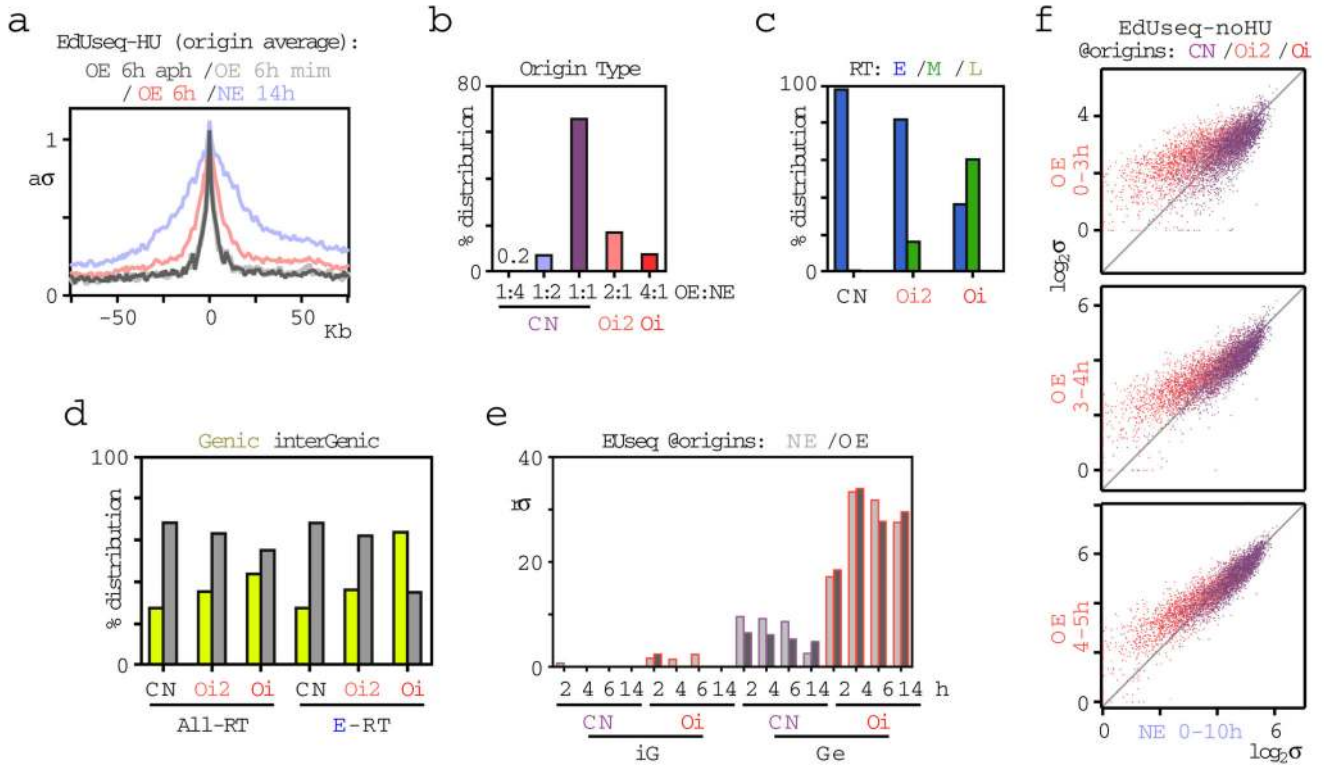 a
EdUseq-HU (origin average):
OE 6h aph /OE 6h mim
/ OE 6h /NE 14h
1
aσ
0
-50 0 50
Kb
b
Origin Type
80
% distribution
0.2
0
1:4 1:2 1:1 2:1 4:1 OE:NE
CN Oi2 Oi
c
RT: E /M /L
100
% distribution
0
CN Oi2 Oi
d
Genic interGenic
100
% distribution
0
CN Oi2 Oi CN Oi2 Oi
All-RT E-RT
e
EUseq @origins: NE /OE
40
rσ
20
0
2 4 6 14 2 4 6 14 2 4 6 14 2 4 6 14 h
CN Oi CN Oi
iG Ge
f
EdUseq-noHU
@origins: CN /Oi2 /Oi
4
OE
0-3h
0
log₂σ
6
OE
3-4h
0
6
OE
4-5h
0
0 NE 0-10h 6
log₂σ